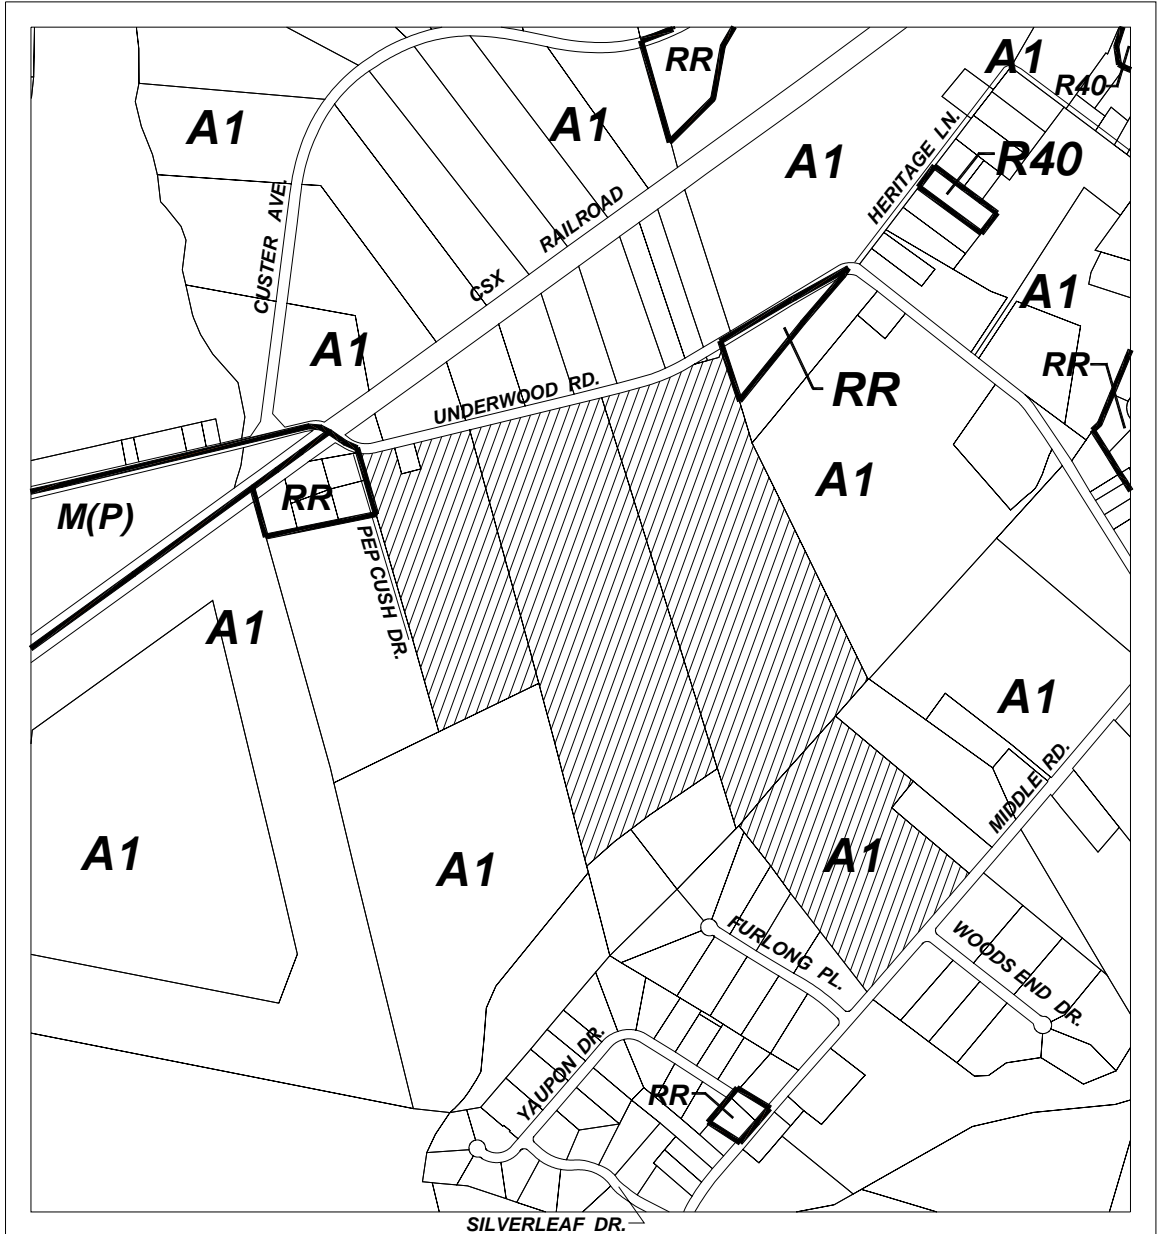 A1
RR
R40
A1
A1
A1
R40
HERITAGE LN.
CUSTER AVE.
RAILROAD
CSX
A1
A1
RR
RR
UNDERWOOD RD.
A1
RR
M(P)
PEP CUSH DR.
A1
A1
MIDDLE RD.
A1
A1
A1
FURLONG PL.
WOODS END DR.
YAUPON DR.
RR
SILVERLEAF DR.